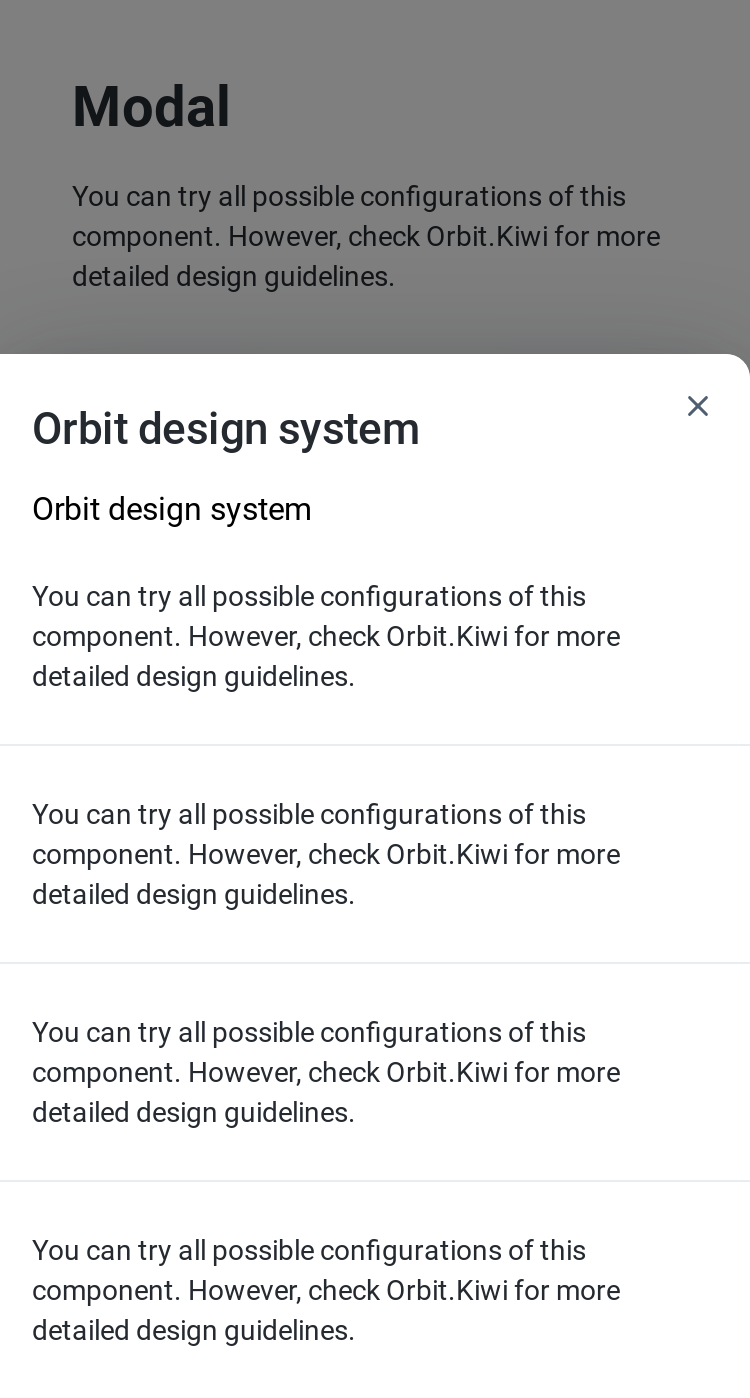 Modal
You can try all possible configurations of this
component. However, check Orbit.Kiwi for more
detailed design guidelines.
Orbit design system
Orbit design system
You can try all possible configurations of this
component. However, check Orbit.Kiwi for more
detailed design guidelines.
You can try all possible configurations of this
component. However, check Orbit.Kiwi for more
detailed design guidelines.
You can try all possible configurations of this
component. However, check Orbit.Kiwi for more
detailed design guidelines.
You can try all possible configurations of this
component. However, check Orbit.Kiwi for more
detailed design guidelines.